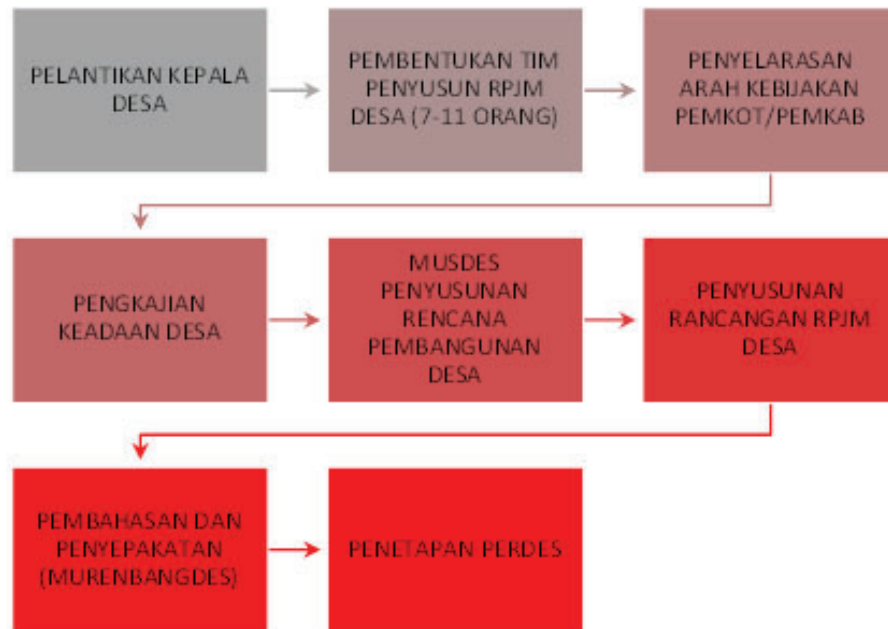 PELANTIKAN KEPALA
DESA
PEMBENTUKAN TIM
PENYUSUN RPJM
DESA (7-11 ORANG)
PENYELARASAN
ARAH KEBIJAKAN
PEMKOT/PEMKAB
PENGKAJIAN
KEADAAN DESA
MUSDES
PENYUSUNAN
RENCANA
PEMBANGUNAN
DESA
PENYUSUNAN
RANCANGAN RPJM
DESA
PEMBAHASAN DAN
PENYEPAKATAN
(MURENBANGDES)
PENETAPAN PERDES